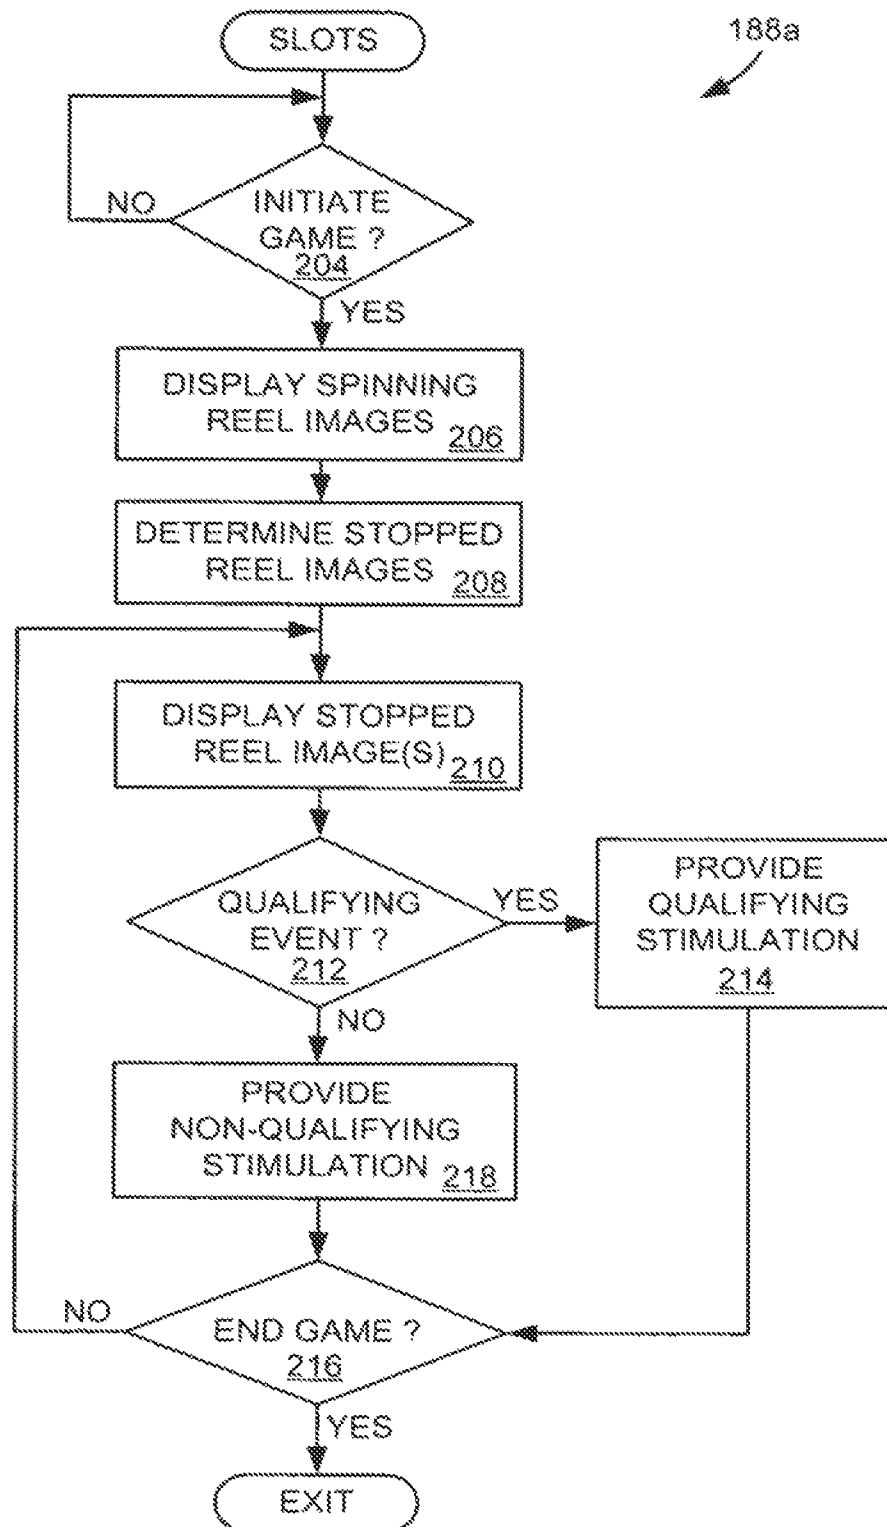 SLOTS
188a
NO
INITIATE
GAME ?
204
YES
DISPLAY SPINNING
REEL IMAGES
206
DETERMINE STOPPED
REEL IMAGES
208
DISPLAY STOPPED
REEL IMAGE(S)
210
QUALIFYING
EVENT ?
212
YES
PROVIDE
QUALIFYING
STIMULATION
214
NO
PROVIDE
NON-QUALIFYING
STIMULATION
218
NO
END GAME ?
216
YES
EXIT